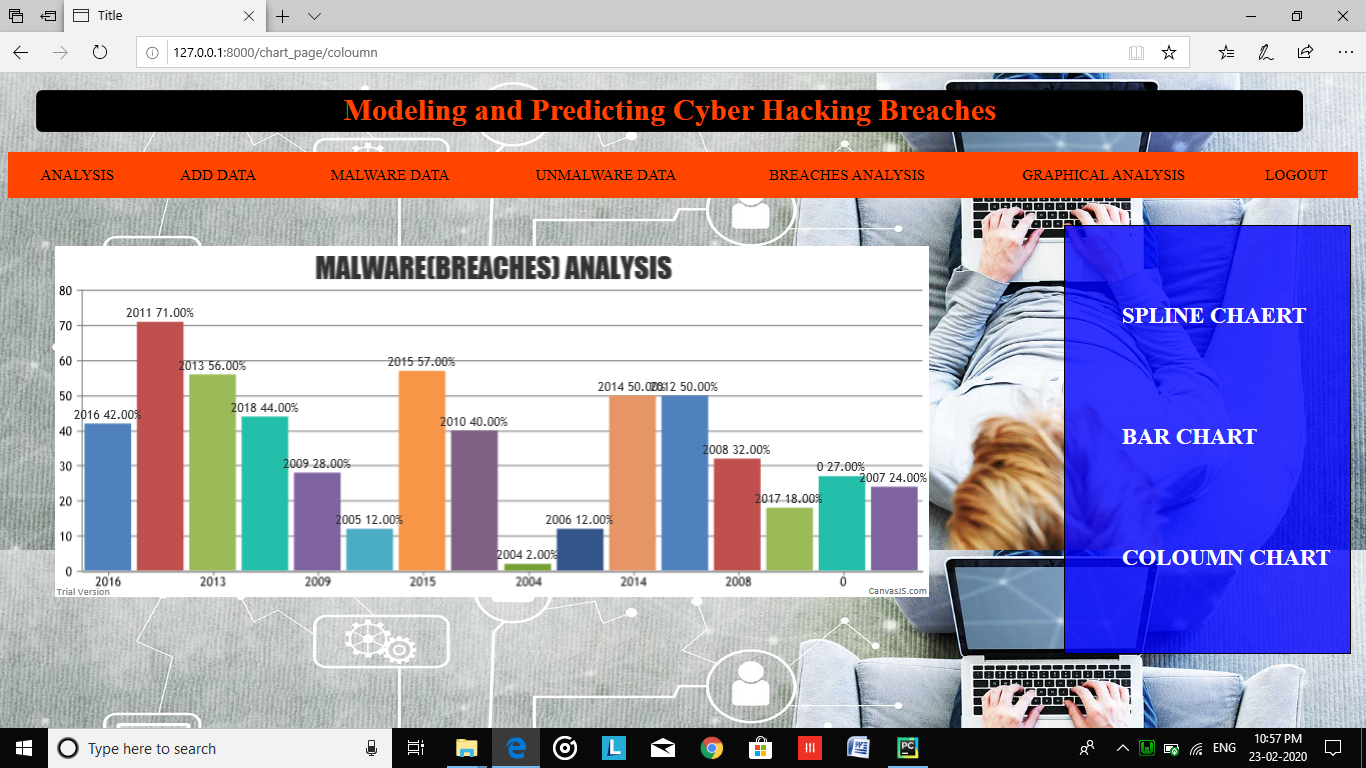 Title
127.0.0.1:8000/chart_page/coloumn
Modeling and Predicting Cyber Hacking Breaches
ANALYSIS ADD DATA MALWARE DATA UNMALWARE DATA BREACHES ANALYSIS GRAPHICAL ANALYSIS LOGOUT
MALWARE(BREACHES) ANALYSIS
80
70
60
50
40
30
20
10
0
2016 42.00%
2011 71.00%
2013 56.00%
2018 44.00%
2009 28.00%
2005 12.00%
2015 57.00%
2010 40.00%
2004 2.00%
2006 12.00%
2014 50.00%
2012 50.00%
2008 32.00%
2017 18.00%
0 27.00%
2007 24.00%
2016 2013 2009 2015 2004 2014 2008 0
Trial Version
CanvasJS.com
SPLINE CHAERT
BAR CHART
COLOUMN CHART
Type here to search
L
W
PC
ENG
10:57 PM
23-02-2020